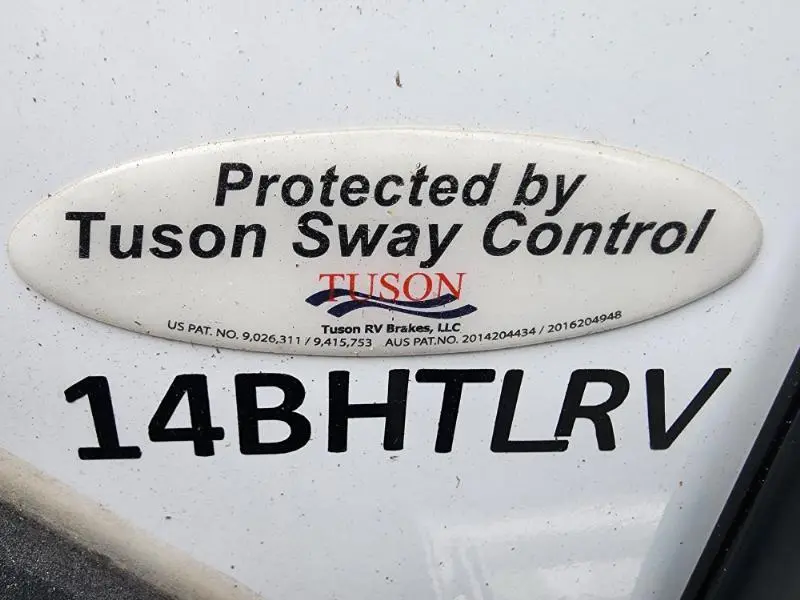 Protected by
Tuson Sway Control
TUSON
Tuson RV Brakes, LLC
US PAT. NO. 9,026,311 / 9,415,753 AUS PAT.NO. 2014204434 / 2016204948
14BHTLRV